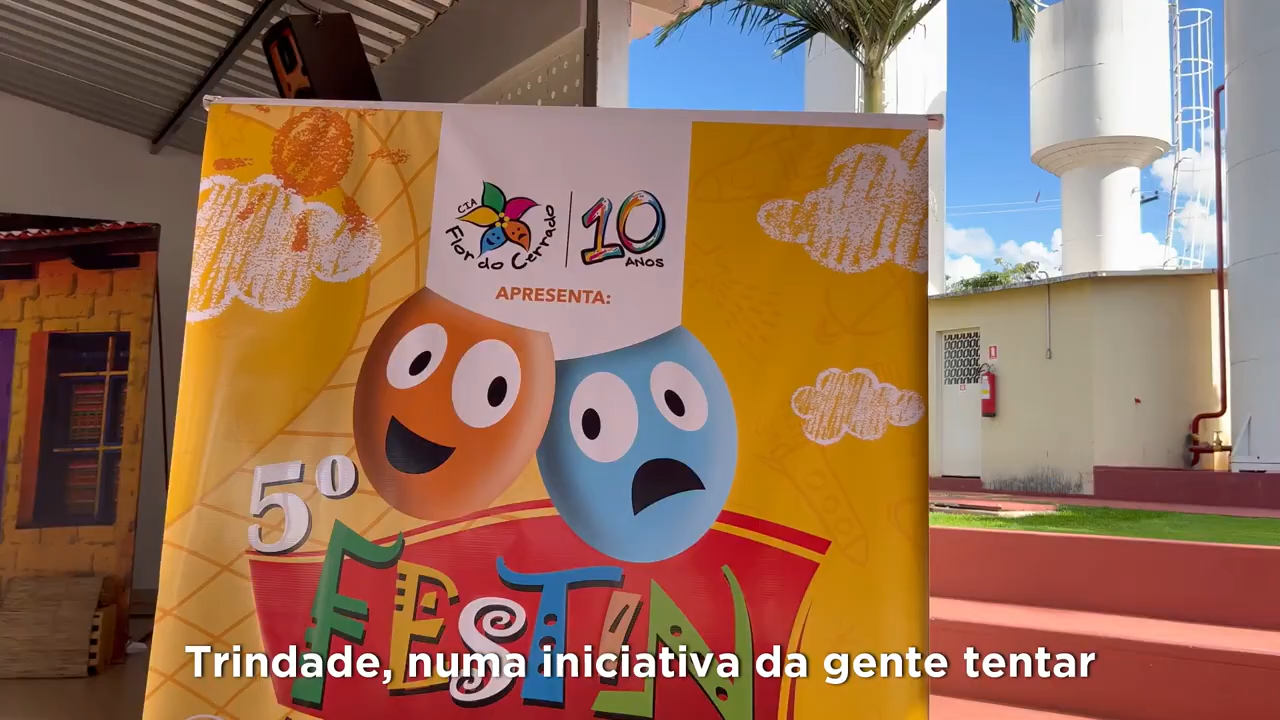 CIA
Flor do Cerrado
10
ANOS
APRESENTA:
5º
FESTIN
Trindade, numa iniciativa da gente tentar